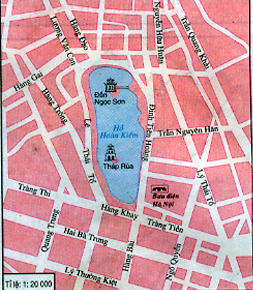 Hàng Đào
Lương Văn Can
Nguyễn Hữu Huân
Trần Quang Khải
Hàng Gai
Hàng Trống
Đền
Ngọc Sơn
Hồ
Hoàn Kiếm
Đinh Tiên Hoàng
Lê
Thái
Tổ
Tháp Rùa
Trần Nguyên Hãn
Lý Thái Tổ
Bưu điện
Hà Nội
Tràng Thi
Hàng Khay
Tràng Tiền
Quang Trung
Hai Bà Trưng
Hàng Bài
Ngô Quyền
Lý Thường Kiệt
Tỉ lệ: 1: 20 000